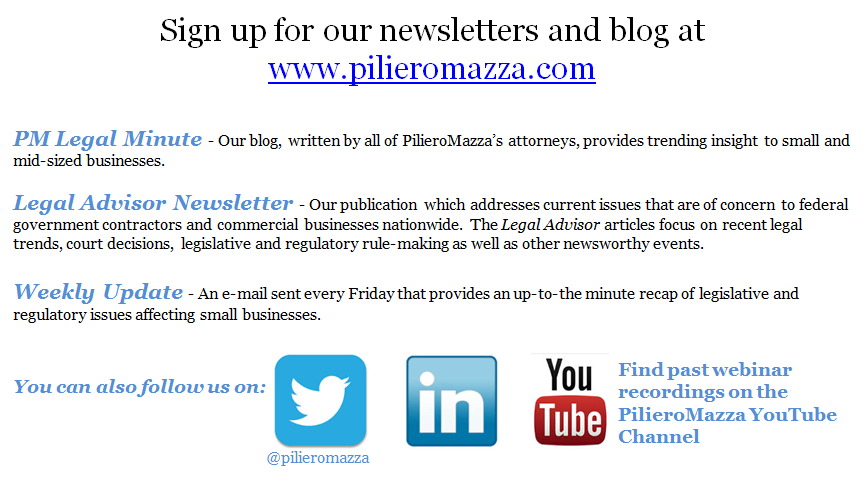 Sign up for our newsletters and blog at
www.pilieromazza.com
PM Legal Minute - Our blog, written by all of PilieroMazza’s attorneys, provides trending insight to small and
mid-sized businesses.
Legal Advisor Newsletter - Our publication which addresses current issues that are of concern to federal
government contractors and commercial businesses nationwide. The Legal Advisor articles focus on recent legal
trends, court decisions, legislative and regulatory rule-making as well as other newsworthy events.
Weekly Update - An e-mail sent every Friday that provides an up-to-the minute recap of legislative and
regulatory issues affecting small businesses.
You can also follow us on:
@pilieromazza
in
You
Tube
Find past webinar
recordings on the
PilieroMazza YouTube
Channel